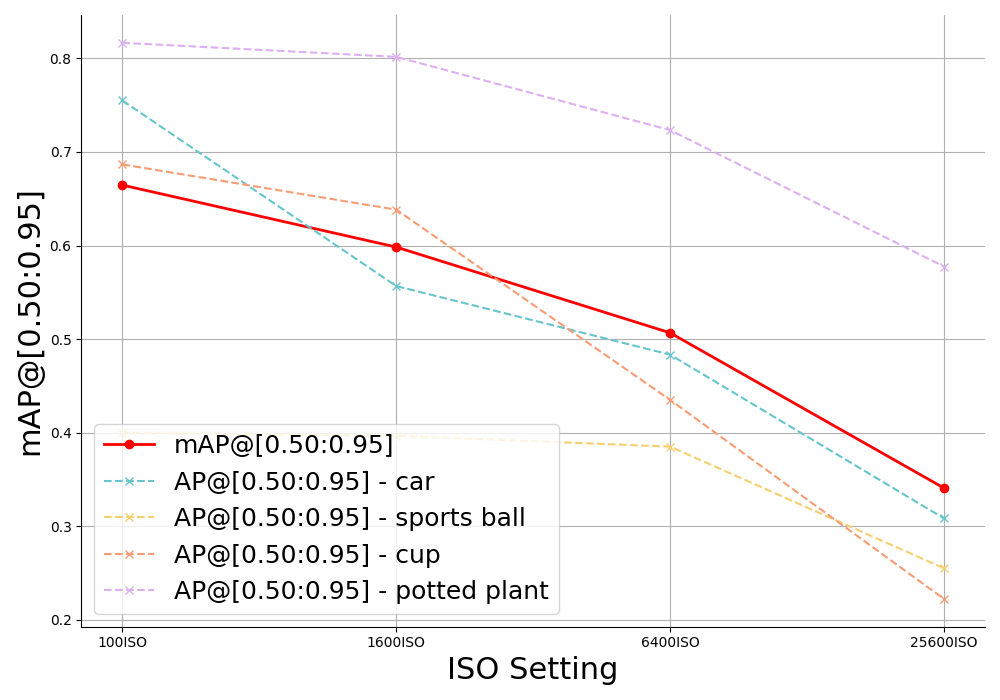 mAP@[0.50:0.95]
0.8
0.7
0.6
0.5
0.4
0.3
0.2
mAP@[0.50:0.95]
AP@[0.50:0.95] - car
AP@[0.50:0.95] - sports ball
AP@[0.50:0.95] - cup
AP@[0.50:0.95] - potted plant
100ISO 1600ISO 6400ISO 25600ISO
ISO Setting